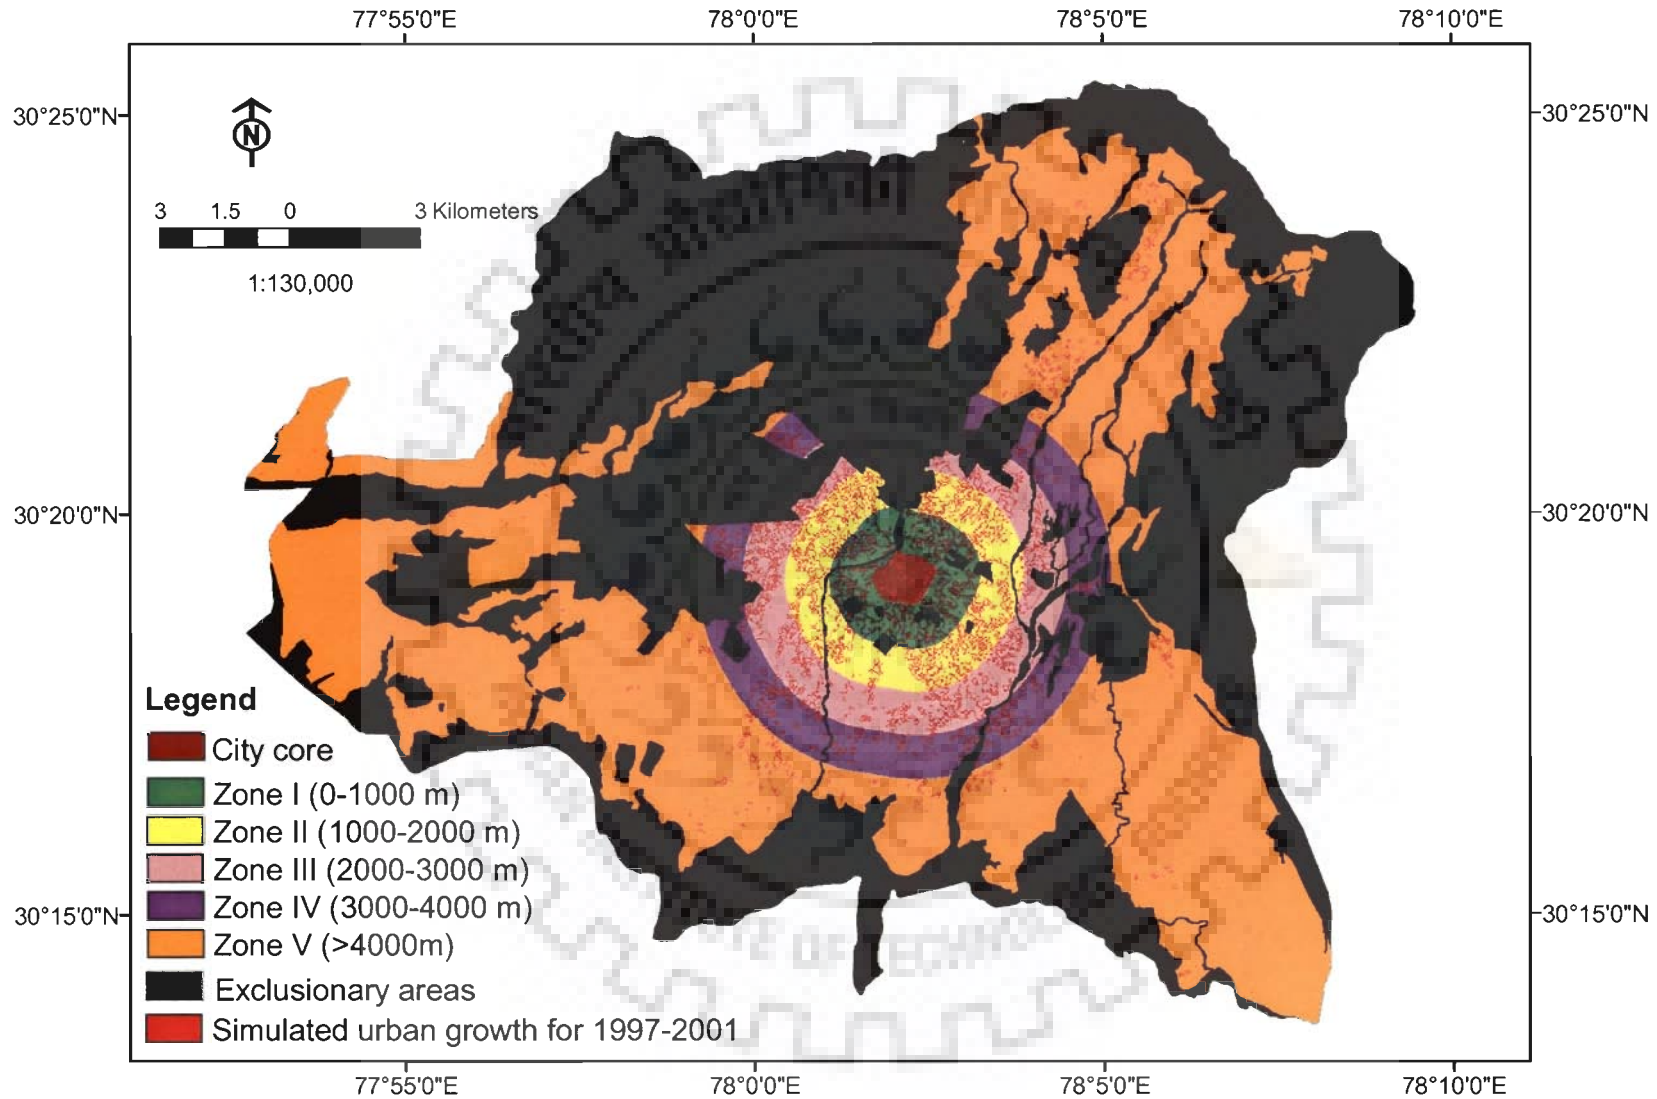 77°55'0"E 78°0'0"E 78°5'0"E 78°10'0"E
30°25'0"N 30°25'0"N
N
3 1.5 0 3 Kilometers
1:130,000
30°20'0"N 30°20'0"N
Legend
City core
Zone I (0-1000 m)
Zone II (1000-2000 m)
Zone III (2000-3000 m)
Zone IV (3000-4000 m)
Zone V (>4000m)
Exclusionary areas
Simulated urban growth for 1997-2001
30°15'0"N 30°15'0"N
77°55'0"E 78°0'0"E 78°5'0"E 78°10'0"E